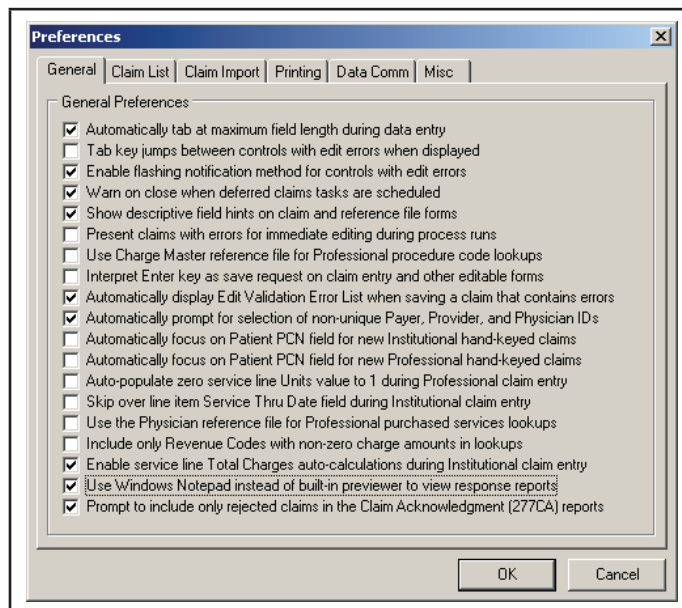 Preferences
General Claim List Claim Import Printing Data Comm Misc
General Preferences
Automatically tab at maximum field length during data entry
Tab key jumps between controls with edit errors when displayed
Enable flashing notification method for controls with edit errors
Warn on close when deferred claims tasks are scheduled
Show descriptive field hints on claim and reference file forms
Present claims with errors for immediate editing during process runs
Use Charge Master reference file for Professional procedure code lookups
Interpret Enter key as save request on claim entry and other editable forms
Automatically display Edit Validation Error List when saving a claim that contains errors
Automatically prompt for selection of non-unique Payer, Provider, and Physician IDs
Automatically focus on Patient PCN field for new Institutional hand-keyed claims
Automatically focus on Patient PCN field for new Professional hand-keyed claims
Auto-populate zero service line Units value to 1 during Professional claim entry
Skip over line item Service Thru Date field during Institutional claim entry
Use the Physician reference file for Professional purchased services lookups
Include only Revenue Codes with non-zero charge amounts in lookups
Enable service line Total Charges auto-calculations during Institutional claim entry
Use Windows Notepad instead of built-in previewer to view response reports
Prompt to include only rejected claims in the Claim Acknowledgment (277CA) reports
OK Cancel